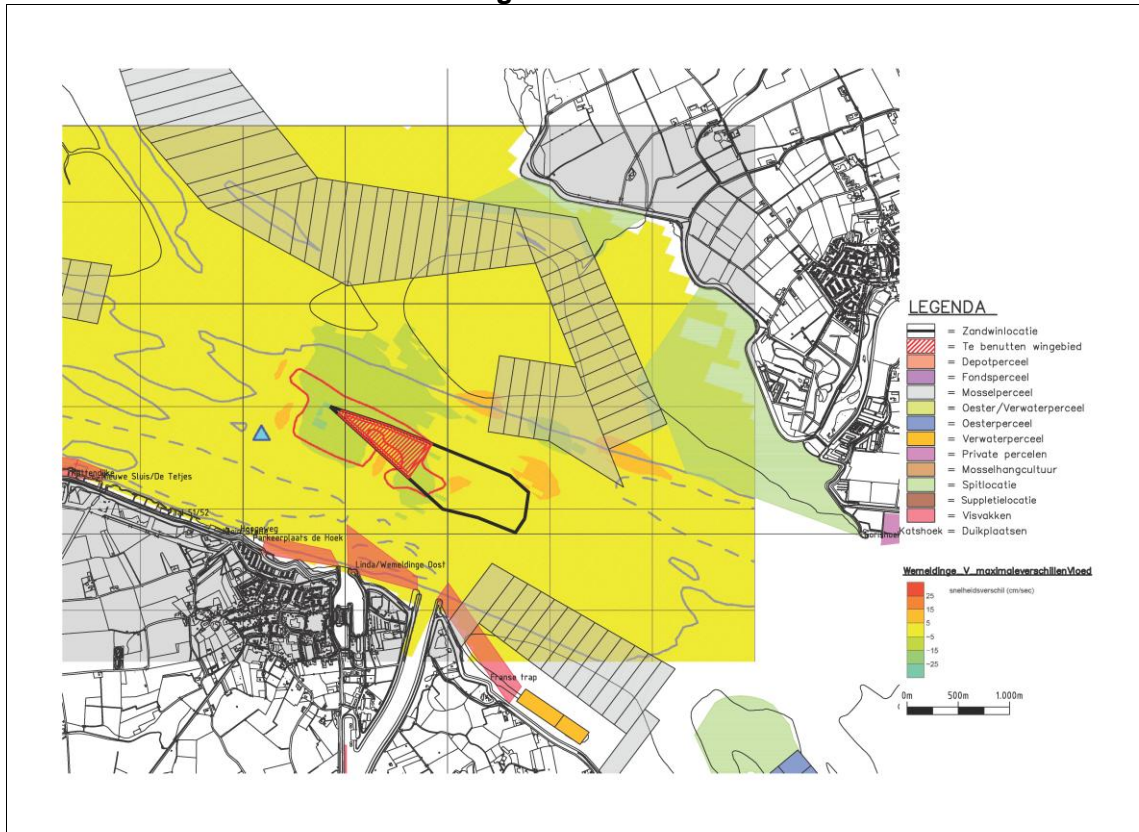 Kattendijke
Nieuwe Sluis/De Tetjes
Parkeerplaats de Hoek
Linda/Wemeldinge Oost
Franse trap
LEGENDA
= Zandwinlocatie
= Te benutten wingebied
= Depotperceel
= Fondsperceel
= Mosselperceel
= Oester/Verwaterperceel
= Oesterperceel
= Verwaterperceel
= Private percelen
= Mosselhangcultuur
= Spitlocatie
= Suppletielocatie
= Visvakken
Katshoek = Duikplaatsen
Wemeldinge_V_maximaleverschillenVloed
snelheidsverschil (cm/sec)
25
15
5
-5
-15
-25
0m 500m 1.000m